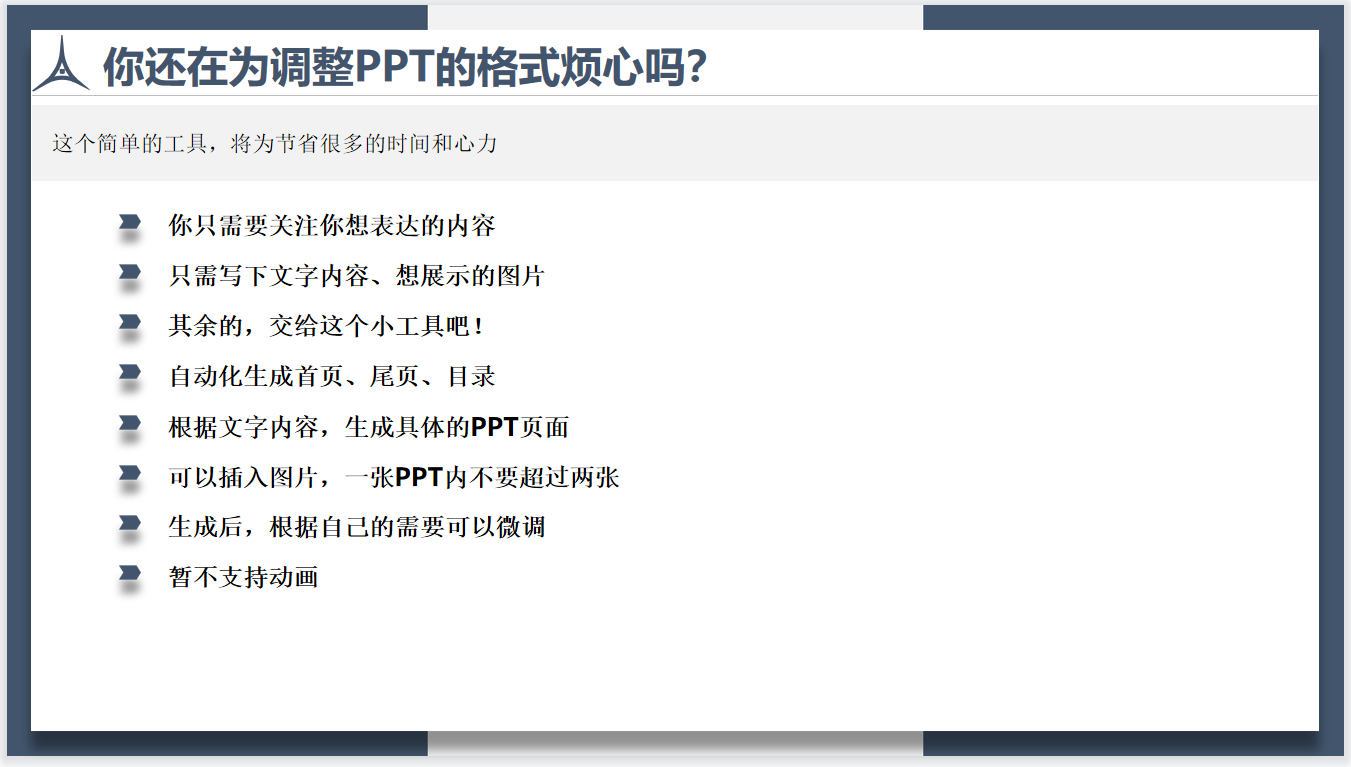 你还在为调整PPT的格式烦心吗？
这个简单的工具，将为节省很多的时间和心力
你只需要关注你想表达的内容
只需写下文字内容、想展示的图片
其余的，交给这个小工具吧！
自动化生成首页、尾页、目录
根据文字内容，生成具体的PPT页面
可以插入图片，一张PPT内不要超过两张
生成后，根据自己的需要可以微调
暂不支持动画